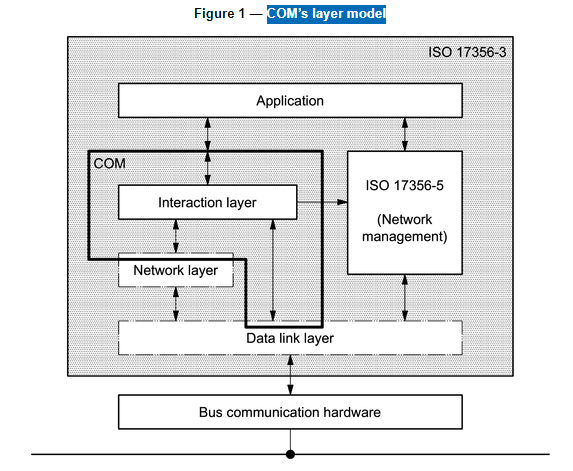 Figure 1 — COM's layer model
ISO 17356-3
Application
COM
ISO 17356-5
(Network
management)
Interaction layer
Network layer
Data link layer
Bus communication hardware